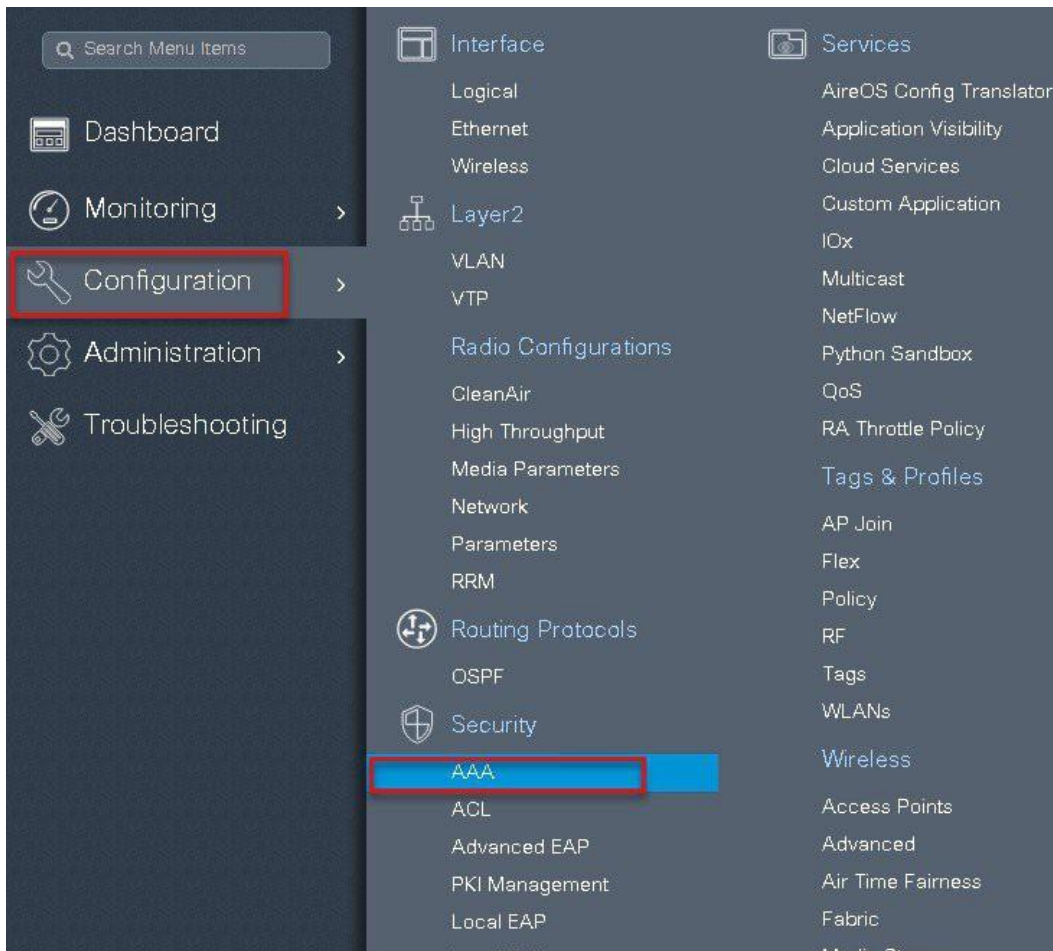 Search Menu Items
Dashboard
Monitoring
Configuration
Administration
Troubleshooting
Interface
Logical
Ethernet
Wireless
Layer2
VLAN
VTP
Radio Configurations
CleanAir
High Throughput
Media Parameters
Network
Parameters
RRM
Routing Protocols
OSPF
Security
AAA
ACL
Advanced EAP
PKI Management
Local EAP
Services
AireOS Config Translator
Application Visibility
Cloud Services
Custom Application
IOx
Multicast
NetFlow
Python Sandbox
QoS
RA Throttle Policy
Tags & Profiles
AP Join
Flex
Policy
RF
Tags
WLANs
Wireless
Access Points
Advanced
Air Time Fairness
Fabric